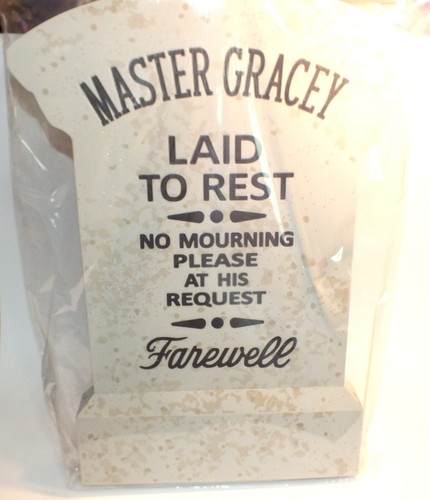 MASTER GRACEY
LAID
TO REST
NO MOURNING
PLEASE
AT HIS
REQUEST
Farewell